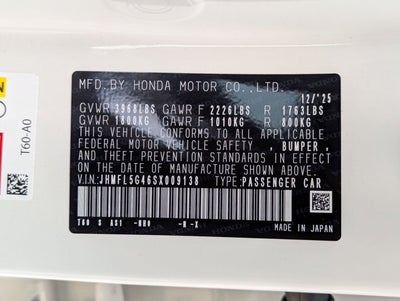 T60-A0
MFD.BY HONDA MOTOR CO.,LTD.
12/'25
GVWR 3968LBS GAWR F 2226LBS R 1763LBS
GVWR 1800KG GAWR F 1010KG R 800KG
THIS VEHICLE CONFORMS TO ALL APPLICABLE
FEDERAL MOTOR VEHICLE SAFETY , BUMPER ,
AND THEFT PREVENTION STANDARDS IN EFFECT
ON THE DATE OF MANUFACTURE SHOWN ABOVE.
V.I.N:JHMFL5G46SX009138 TYPE:PASSENGER CAR
MADE IN JAPAN